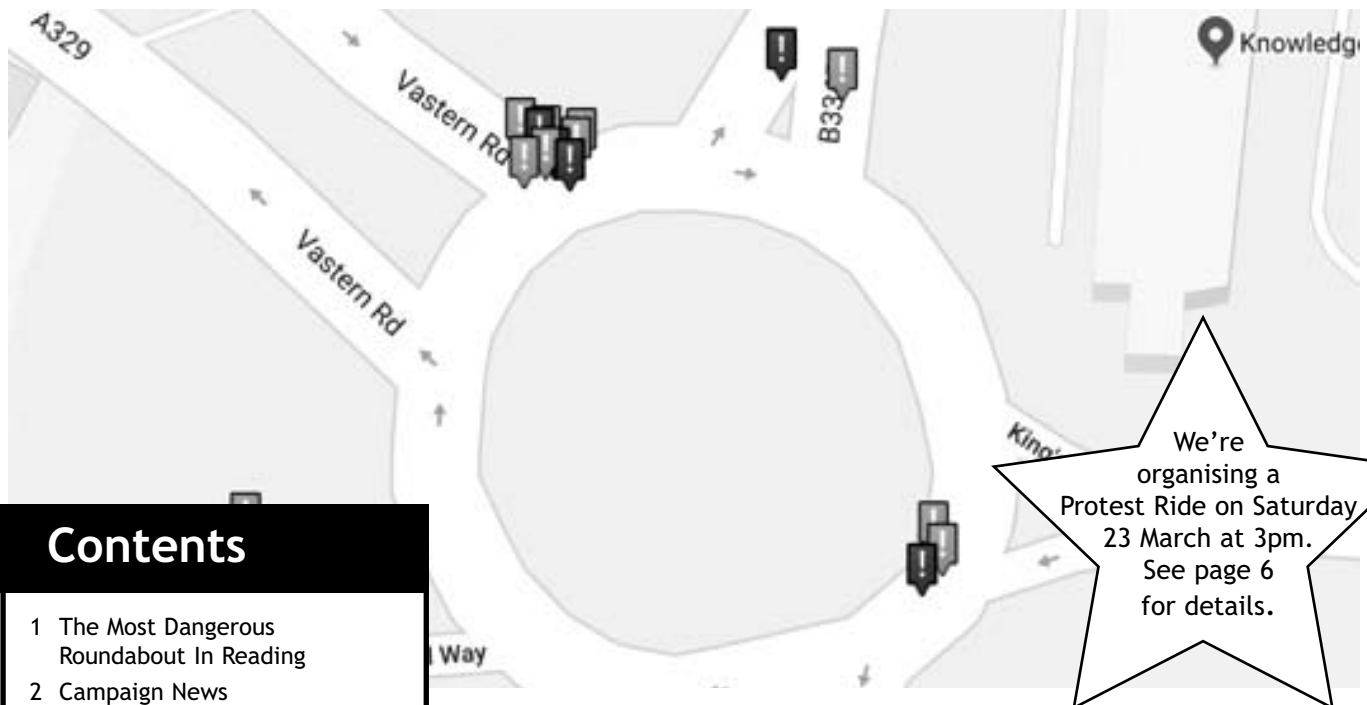 A329
Vastern Rd
Vastern Rd
Knowledg
We're
organising a
Protest Ride on Saturday
23 March at 3pm.
See page 6
for details.
Contents
1 The Most Dangerous
Roundabout In Reading
2 Campaign News
Way